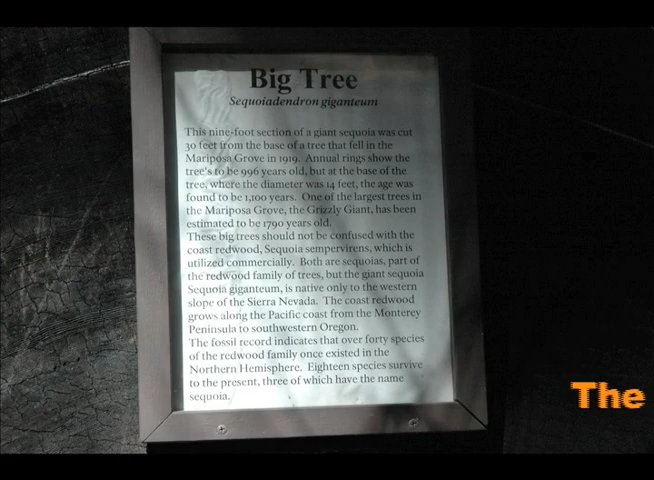 Big Tree
Sequoiadendron giganteum
This nine-foot section of a giant sequoia was cut
30 feet from the base of a tree that fell in the
Mariposa Grove in 1919. Annual rings show the
tree's to be 996 years old, but at the base of the
tree, where the diameter was 14 feet, the age was
found to be 1,100 years. One of the largest trees in
the Mariposa Grove, the Grizzly Giant, has been
estimated to be 1790 years old.
These big trees should not be confused with the
coast redwood, Sequoia sempervirens, which is
utilized commercially. Both are sequoias, part of
the redwood family of trees, but the giant sequoia
Sequoia giganteum, is native only to the western
slope of the Sierra Nevada. The coast redwood
grows along the Pacific coast from the Monterey
Peninsula to southwestern Oregon.
The fossil record indicates that over forty species
of the redwood family once existed in the
Northern Hemisphere. Eighteen species survive
to the present, three of which have the name
sequoia.
The